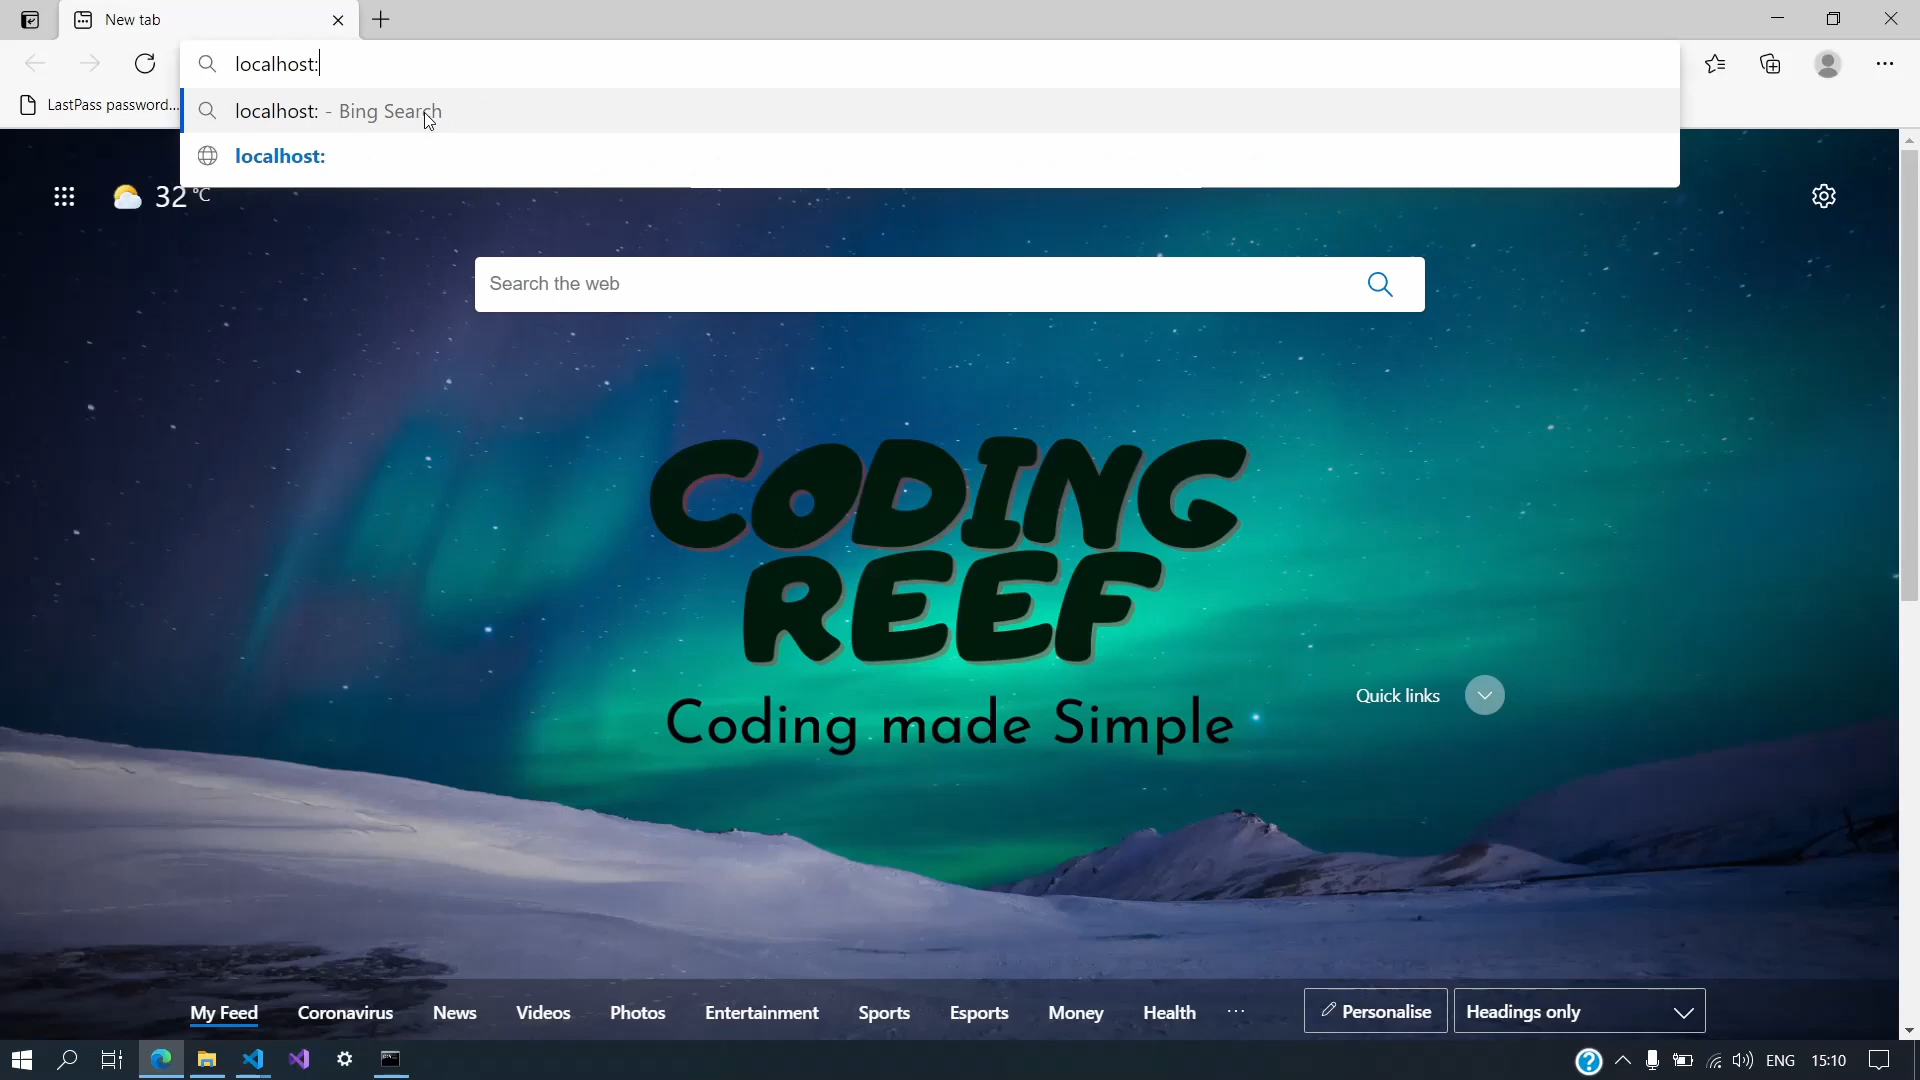 New tab
localhost:
localhost: - Bing Search
localhost:
LastPass password...
32 °C
Search the web
CODING
REEF
Coding made Simple
Quick links
My Feed Coronavirus News Videos Photos Entertainment Sports Esports Money Health ... Personalise Headings only
ENG 15:10